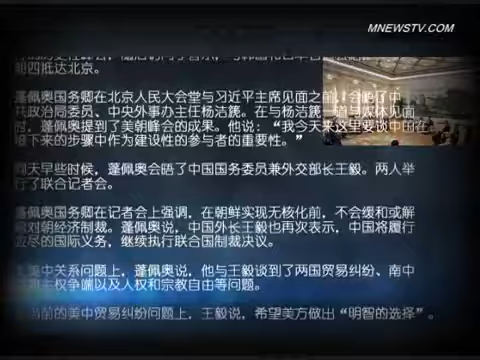 MNEWSTV.COM
期四抵达北京。
蓬佩奥国务卿在北京人民大会堂与习近平主席见面之前，会晤了中
共政治局委员、中央外事办主任杨洁篪。在与杨洁篪一道与媒体见面
时，蓬佩奥提到了美朝峰会的成果。他说：“我今天来这里要谈中国在
接下来的步骤中作为建设性的参与者的重要性。”
同天早些时候，蓬佩奥会晤了中国国务委员兼外交部长王毅。两人举
行了联合记者会。
蓬佩奥国务卿在记者会上强调，在朝鲜实现无核化前，不会缓和或解
除对朝经济制裁。蓬佩奥说，中国外长王毅也再次表示，中国将履行
应尽的国际义务，继续执行联合国制裁决议。
在美中关系问题上，蓬佩奥说，他与王毅谈到了两国贸易纠纷、南中
国海主权争端以及人权和宗教自由等问题。
在当前的美中贸易纠纷问题上，王毅说，希望美方做出“明智的选择”。